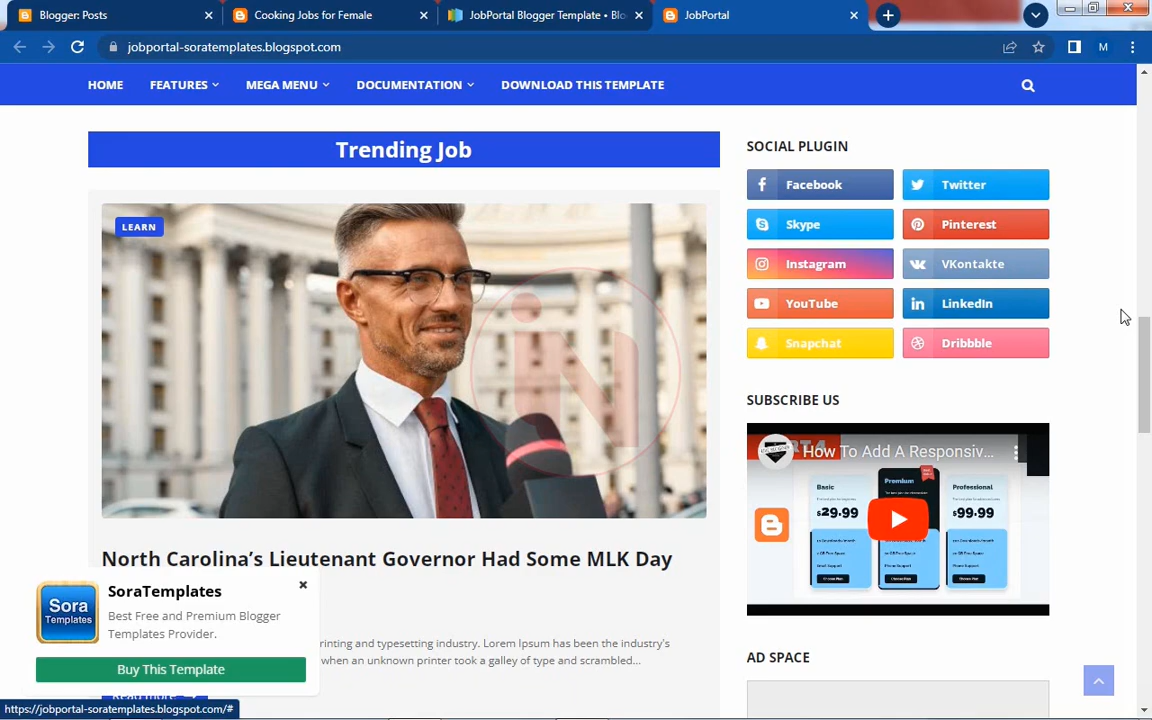 Blogger: Posts
Cooking Jobs for Female
JobPortal Blogger Template • Blo
JobPortal
jobportal-soratemplates.blogspot.com
M
HOME
FEATURES
MEGA MENU
DOCUMENTATION
DOWNLOAD THIS TEMPLATE
Trending Job
LEARN
North Carolina's Lieutenant Governor Had Some MLK Day
rinting and typesetting industry. Lorem Ipsum has been the industry's
when an unknown printer took a galley of type and scrambled...
Read more
SoraTemplates
Sora
Templates
Best Free and Premium Blogger
Templates Provider.
Buy This Template
https://jobportal-soratemplates.blogspot.com/#
SOCIAL PLUGIN
Facebook
Twitter
Skype
Pinterest
Instagram
VKontakte
YouTube
LinkedIn
Snapchat
Dribbble
SUBSCRIBE US
How To Add A Responsiv...
Basic
$29.99
Premium
Professional
$99.99
AD SPACE